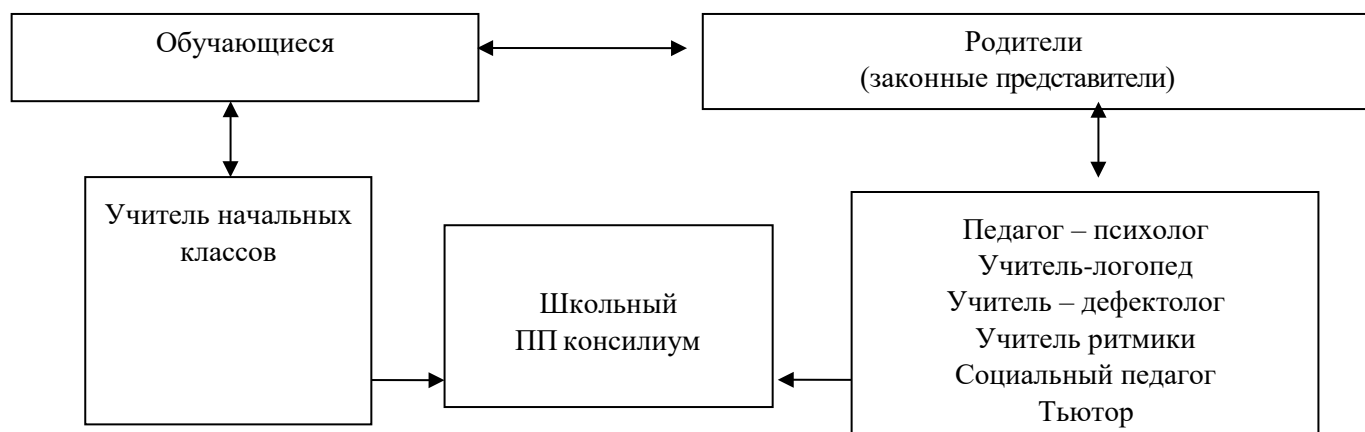 Обучающиеся
Родители
(законные представители)
Учитель начальных
классов
Школьный
ПП консилиум
Педагог – психолог
Учитель-логопед
Учитель – дефектолог
Учитель ритмики
Социальный педагог
Тьютор